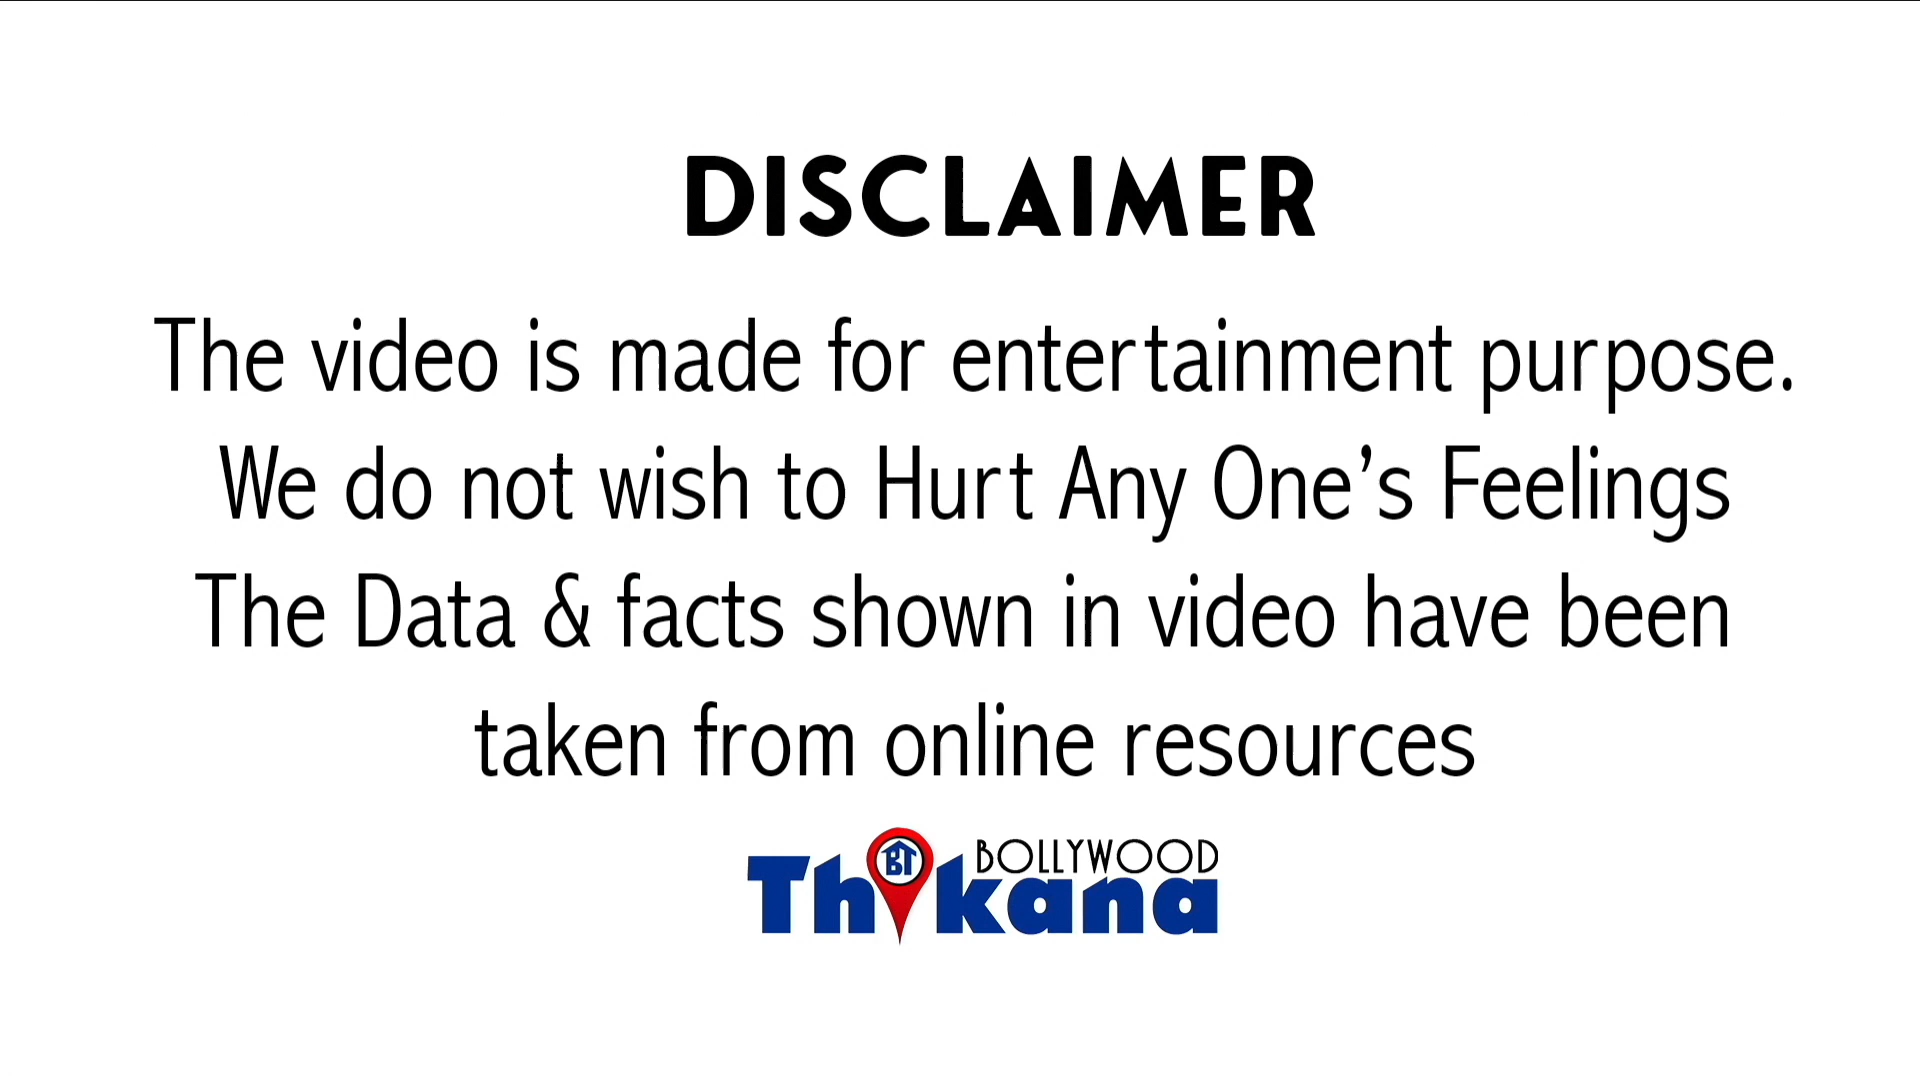 DISCLAIMER
The video is made for entertainment purpose.
We do not wish to Hurt Any One’s Feelings
The Data & facts shown in video have been
taken from online resources
BT
BOLLYWOOD
Thikana